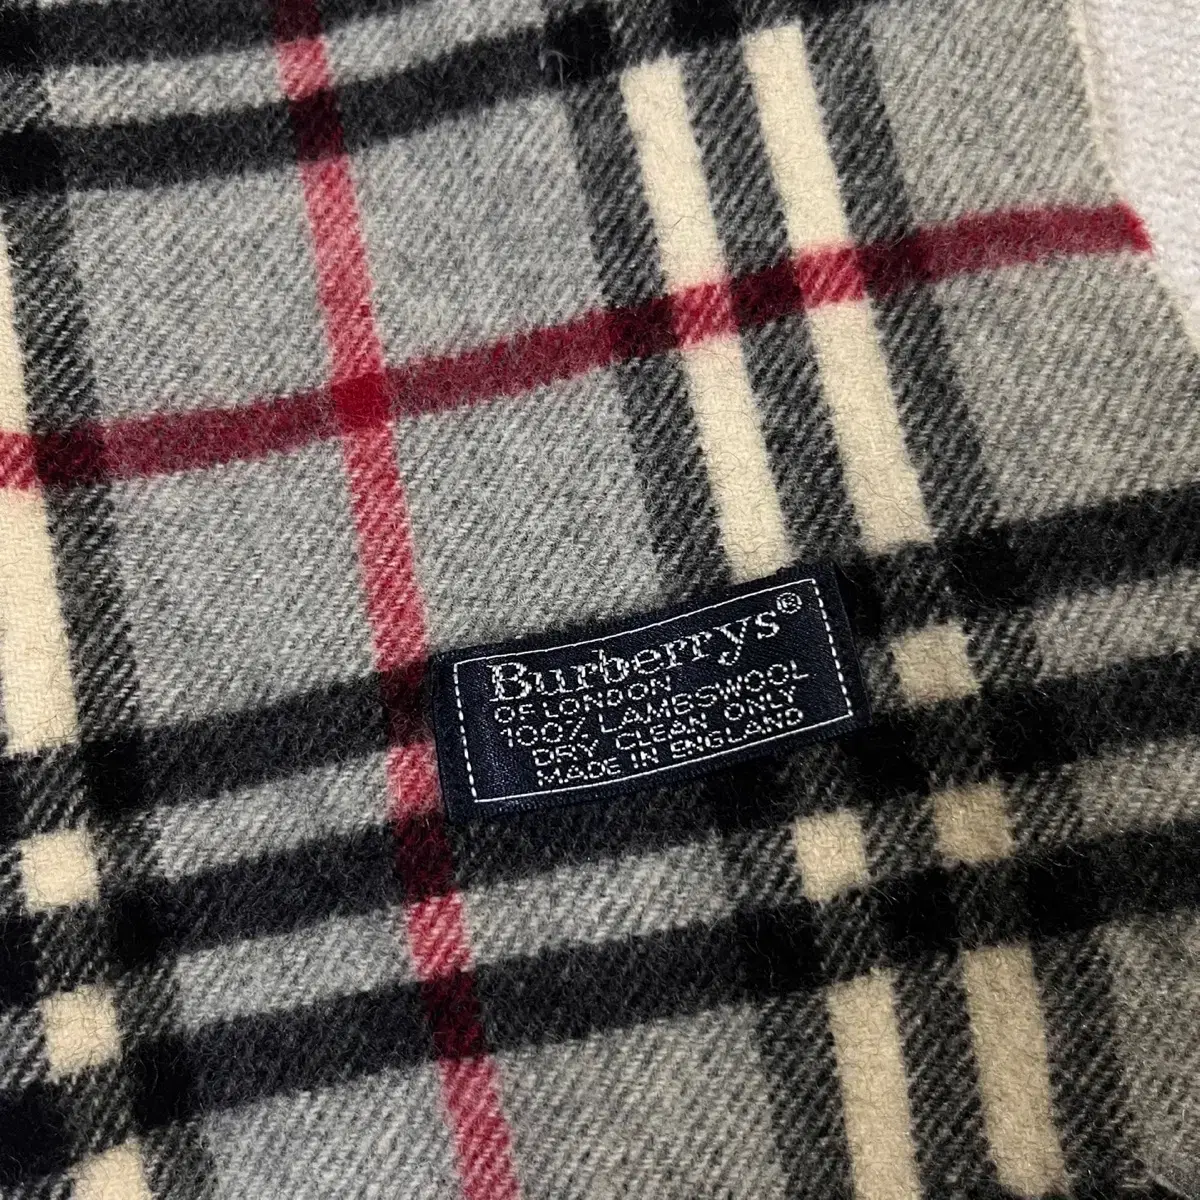 Burberrys®
OF LONDON
100% LAMBSWOOL
DRY CLEAN ONLY
MADE IN ENGLAND